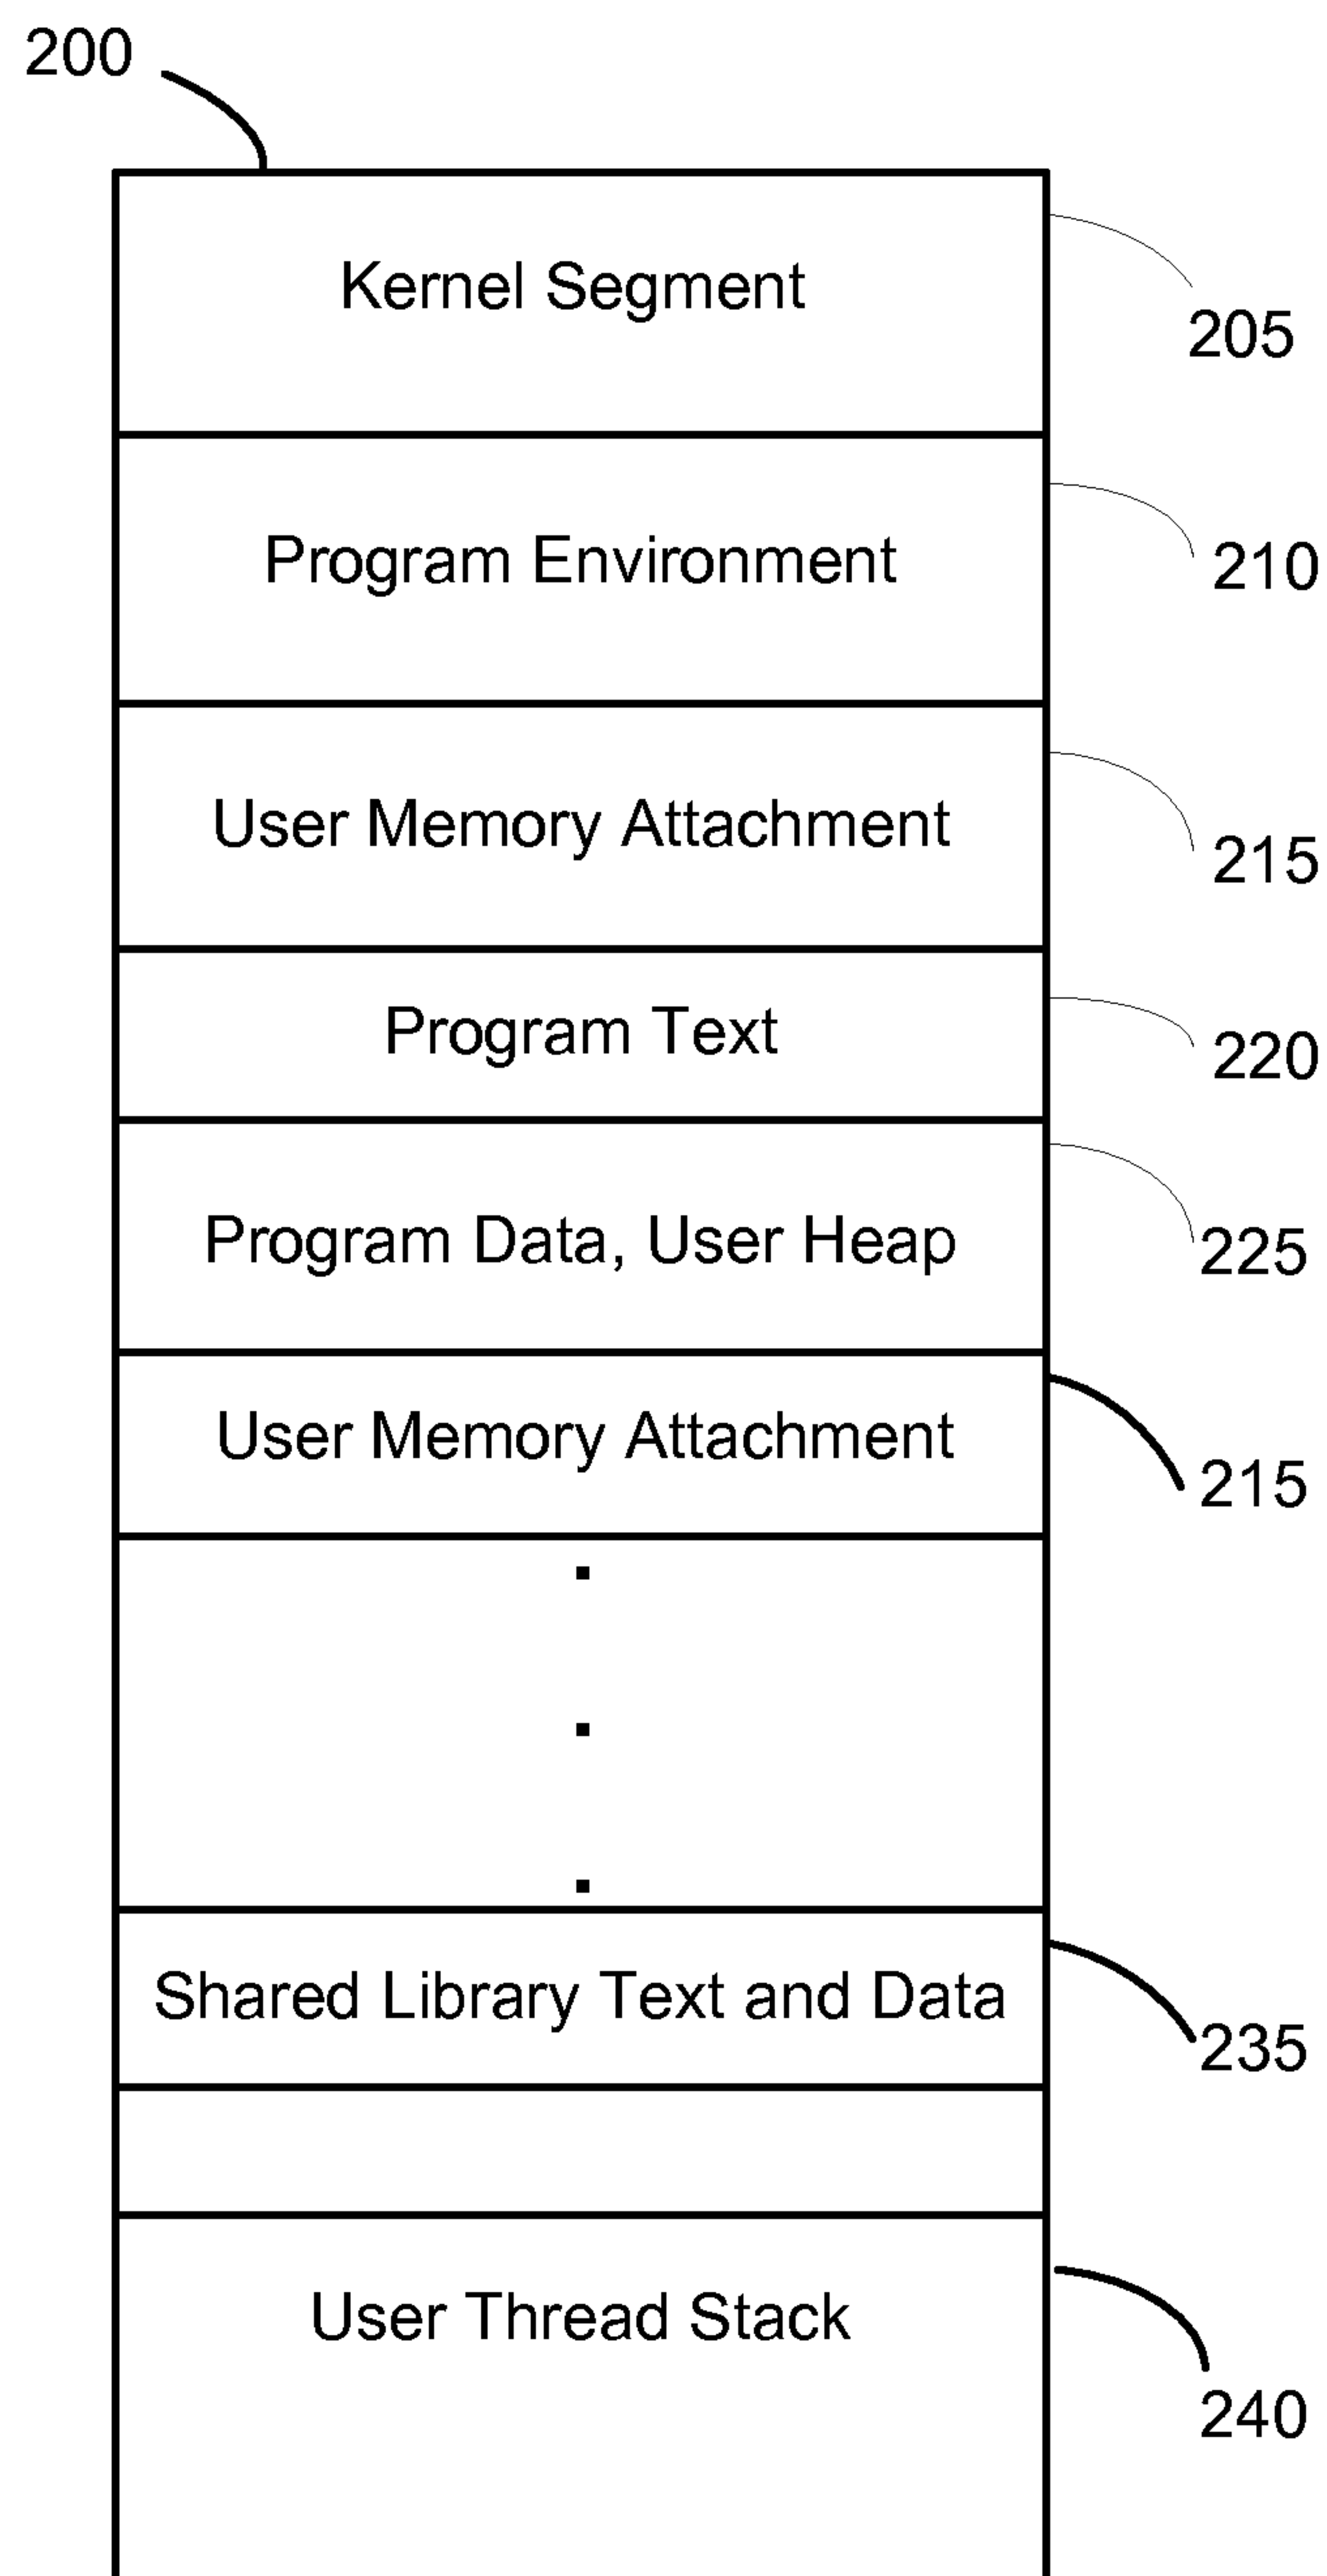 200
Kernel Segment
205
Program Environment
210
User Memory Attachment
215
Program Text
220
Program Data, User Heap
225
User Memory Attachment
215
.
.
.
Shared Library Text and Data
235
User Thread Stack
240